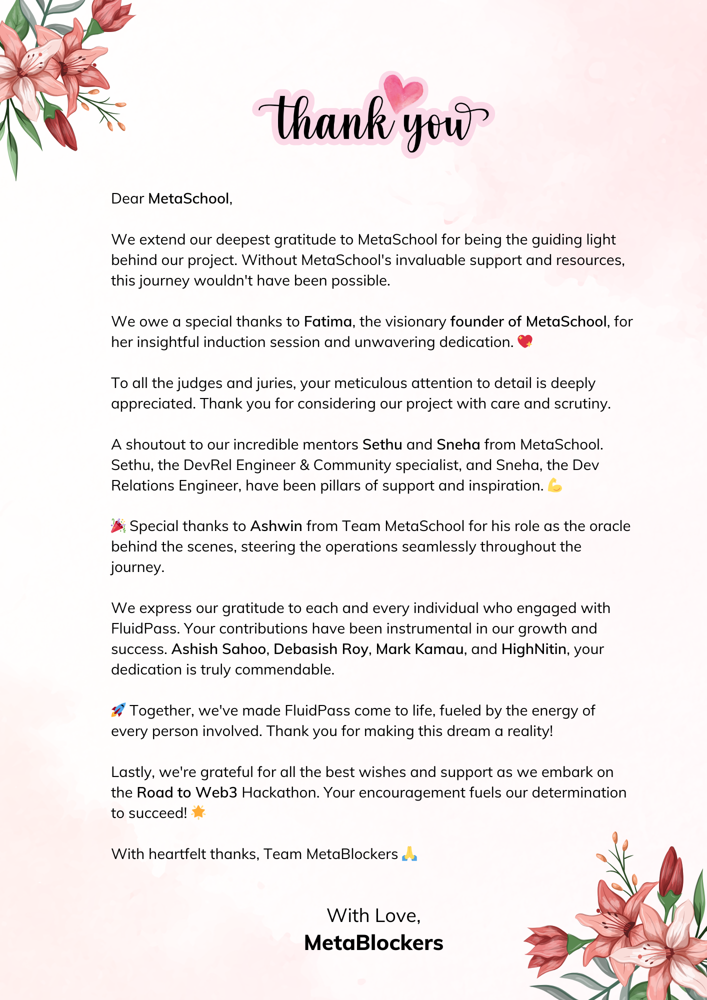 thank you
Dear MetaSchool,
We extend our deepest gratitude to MetaSchool for being the guiding light
behind our project. Without MetaSchool's invaluable support and resources,
this journey wouldn't have been possible.
We owe a special thanks to Fatima, the visionary founder of MetaSchool, for
her insightful induction session and unwavering dedication. 💖
To all the judges and juries, your meticulous attention to detail is deeply
appreciated. Thank you for considering our project with care and scrutiny.
A shoutout to our incredible mentors Sethu and Sneha from MetaSchool.
Sethu, the DevRel Engineer & Community specialist, and Sneha, the Dev
Relations Engineer, have been pillars of support and inspiration. 💪
🎉 Special thanks to Ashwin from Team MetaSchool for his role as the oracle
behind the scenes, steering the operations seamlessly throughout the
journey.
We express our gratitude to each and every individual who engaged with
FluidPass. Your contributions have been instrumental in our growth and
success. Ashish Sahoo, Debasish Roy, Mark Kamau, and HighNitin, your
dedication is truly commendable.
🚀 Together, we've made FluidPass come to life, fueled by the energy of
every person involved. Thank you for making this dream a reality!
Lastly, we're grateful for all the best wishes and support as we embark on
the Road to Web3 Hackathon. Your encouragement fuels our determination
to succeed! 🌟
With heartfelt thanks, Team MetaBlockers 🙏
With Love,
MetaBlockers